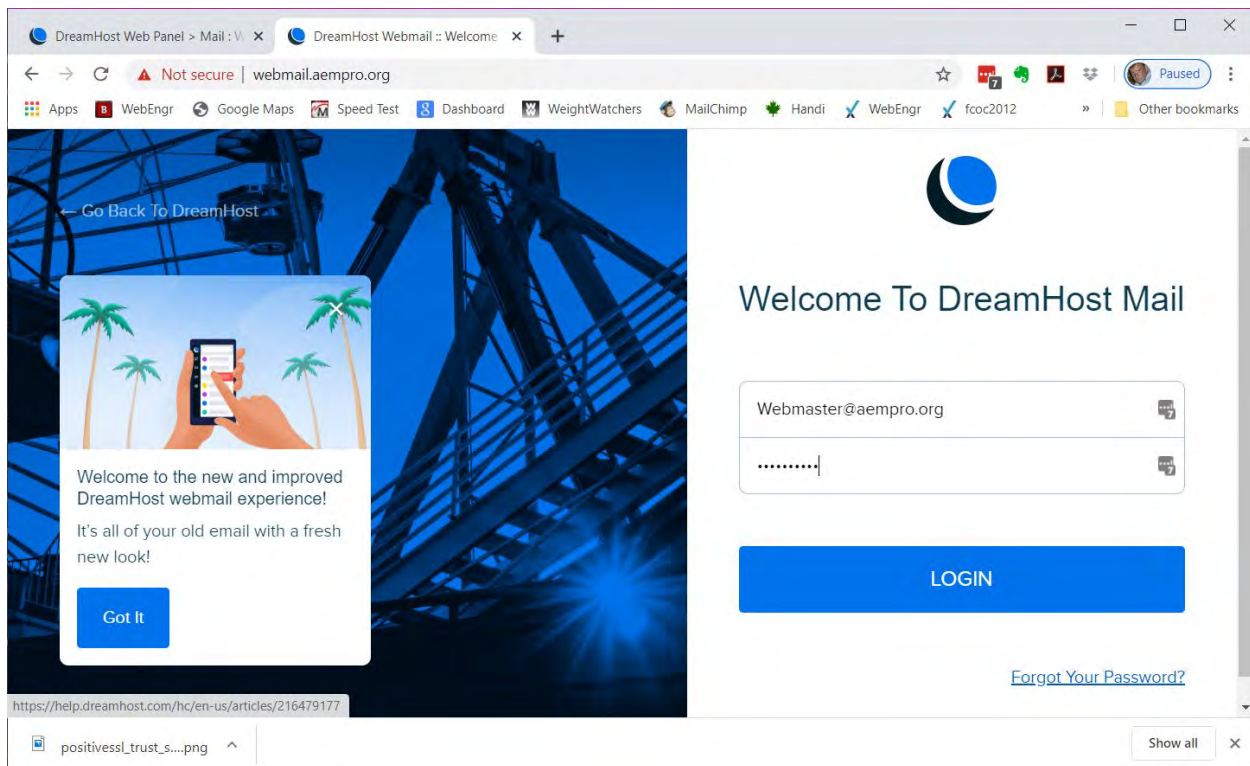 DreamHost Web Panel > Mail : W
DreamHost Webmail :: Welcome
Not secure | webmail.aempro.org
7
Paused
Apps
B WebEngr
Google Maps
Speed Test
8 Dashboard
W WeightWatchers
MailChimp
Handi
WebEngr
fcoc2012
»
Other bookmarks
← Go Back To DreamHost
Welcome to the new and improved
DreamHost webmail experience!
It's all of your old email with a fresh
new look!
Got It
Welcome To DreamHost Mail
Webmaster@aempro.org
7
••••••••••
7
LOGIN
Forgot Your Password?
https://help.dreamhost.com/hc/en-us/articles/216479177
positivessl_trust_s....png
Show all